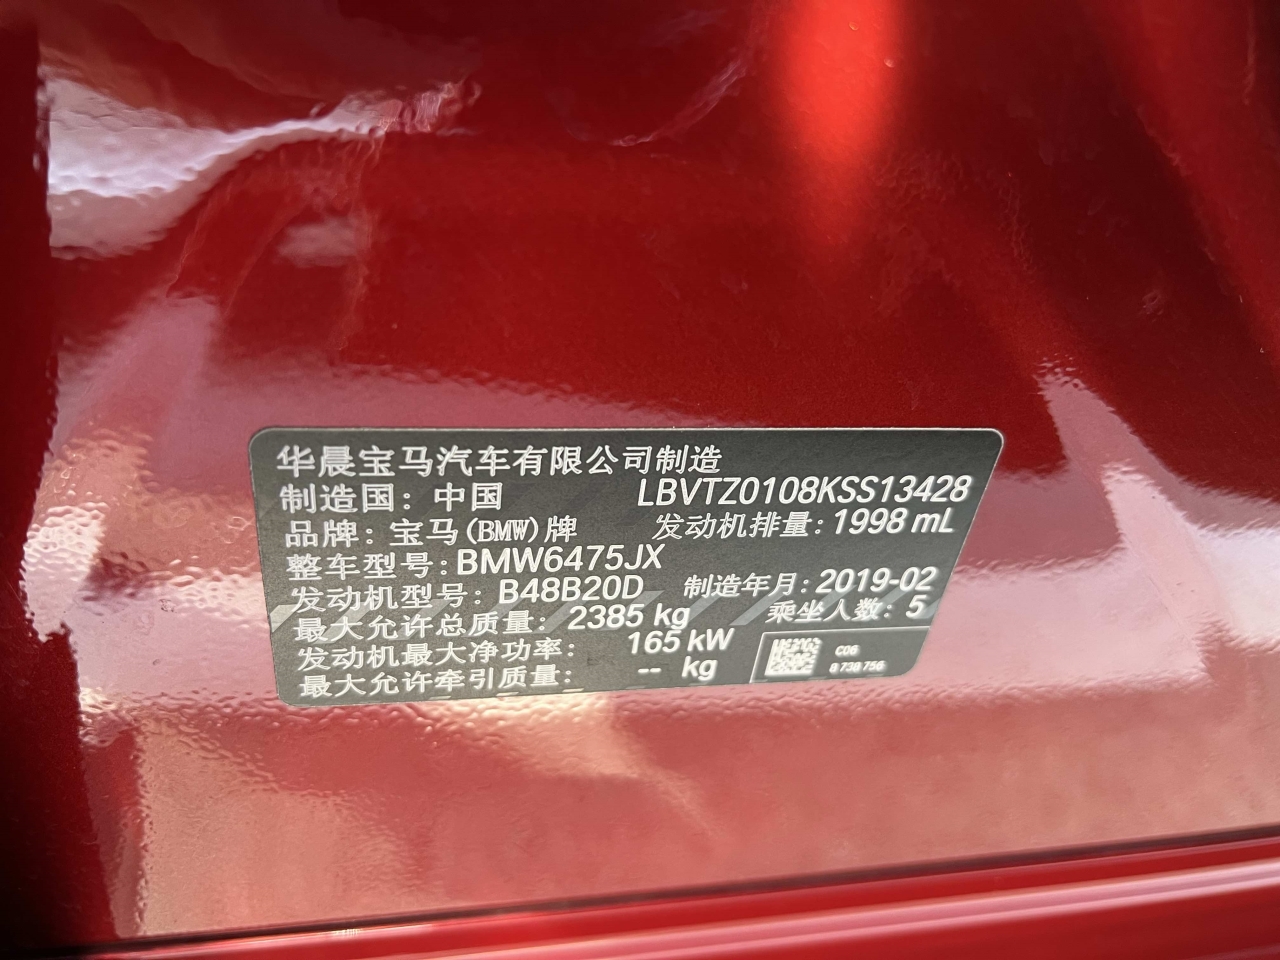 华晨宝马汽车有限公司制造
制造国：中国 LBVTZ0108KSS13428
品牌：宝马(BMW)牌 发动机排量：1998 mL
整车型号：BMW6475JX
发动机型号：B48B20D 制造年月：2019-02
最大允许总质量：2385 kg 乘坐人数：5
发动机最大净功率：165 kW
最大允许牵引质量：-- kg
C06
8 738 756